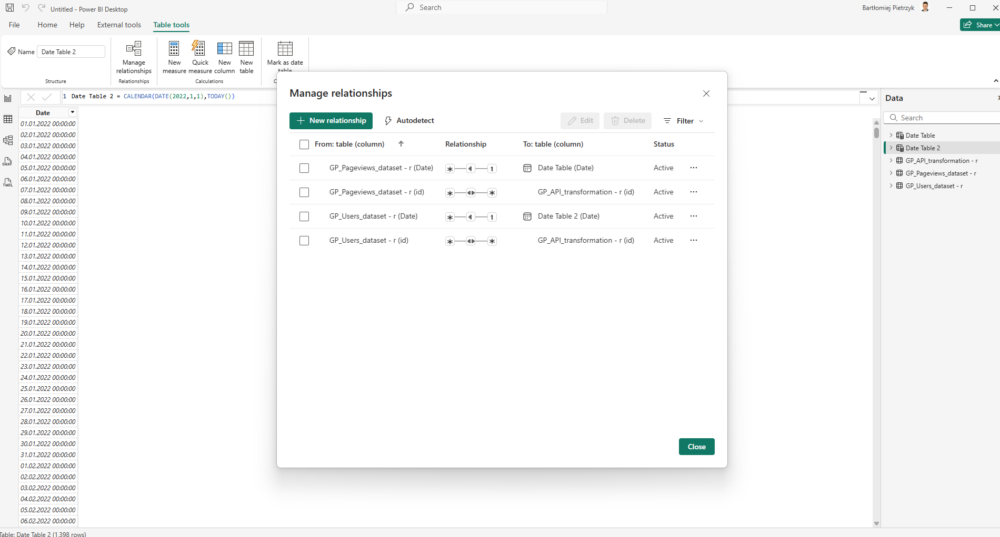 Untitled - Power BI Desktop
Search
Bartłomiej Pietrzyk
File Home Help External tools Table tools
Share
Name Date Table 2
Manage relationships
New measure
Quick measure
New column
New table
Mark as date table
Structure
Relationships
Calculations
C
1 Date Table 2 = CALENDAR(DATE(2022,1,1),TODAY())
Date
01.01.2022 00:00:00
02.01.2022 00:00:00
03.01.2022 00:00:00
04.01.2022 00:00:00
05.01.2022 00:00:00
06.01.2022 00:00:00
07.01.2022 00:00:00
08.01.2022 00:00:00
09.01.2022 00:00:00
10.01.2022 00:00:00
11.01.2022 00:00:00
12.01.2022 00:00:00
13.01.2022 00:00:00
14.01.2022 00:00:00
15.01.2022 00:00:00
16.01.2022 00:00:00
17.01.2022 00:00:00
18.01.2022 00:00:00
19.01.2022 00:00:00
20.01.2022 00:00:00
21.01.2022 00:00:00
22.01.2022 00:00:00
23.01.2022 00:00:00
24.01.2022 00:00:00
25.01.2022 00:00:00
26.01.2022 00:00:00
27.01.2022 00:00:00
28.01.2022 00:00:00
29.01.2022 00:00:00
30.01.2022 00:00:00
31.01.2022 00:00:00
01.02.2022 00:00:00
02.02.2022 00:00:00
03.02.2022 00:00:00
04.02.2022 00:00:00
05.02.2022 00:00:00
06.02.2022 00:00:00
DAX
TMDL
Manage relationships
New relationship Autodetect Edit Delete Filter
From: table (column) Relationship To: table (column) Status
GP_Pageviews_dataset - r (Date) * 1 Date Table (Date) Active ...
GP_Pageviews_dataset - r (id) * * GP_API_transformation - r (id) Active ...
GP_Users_dataset - r (Date) * 1 Date Table 2 (Date) Active ...
GP_Users_dataset - r (id) * * GP_API_transformation - r (id) Active ...
Close
Data
Search
Date Table
Date Table 2
GP_API_transformation - r
GP_Pageviews_dataset - r
GP_Users_dataset - r
Table: Date Table 2 (1,398 rows)